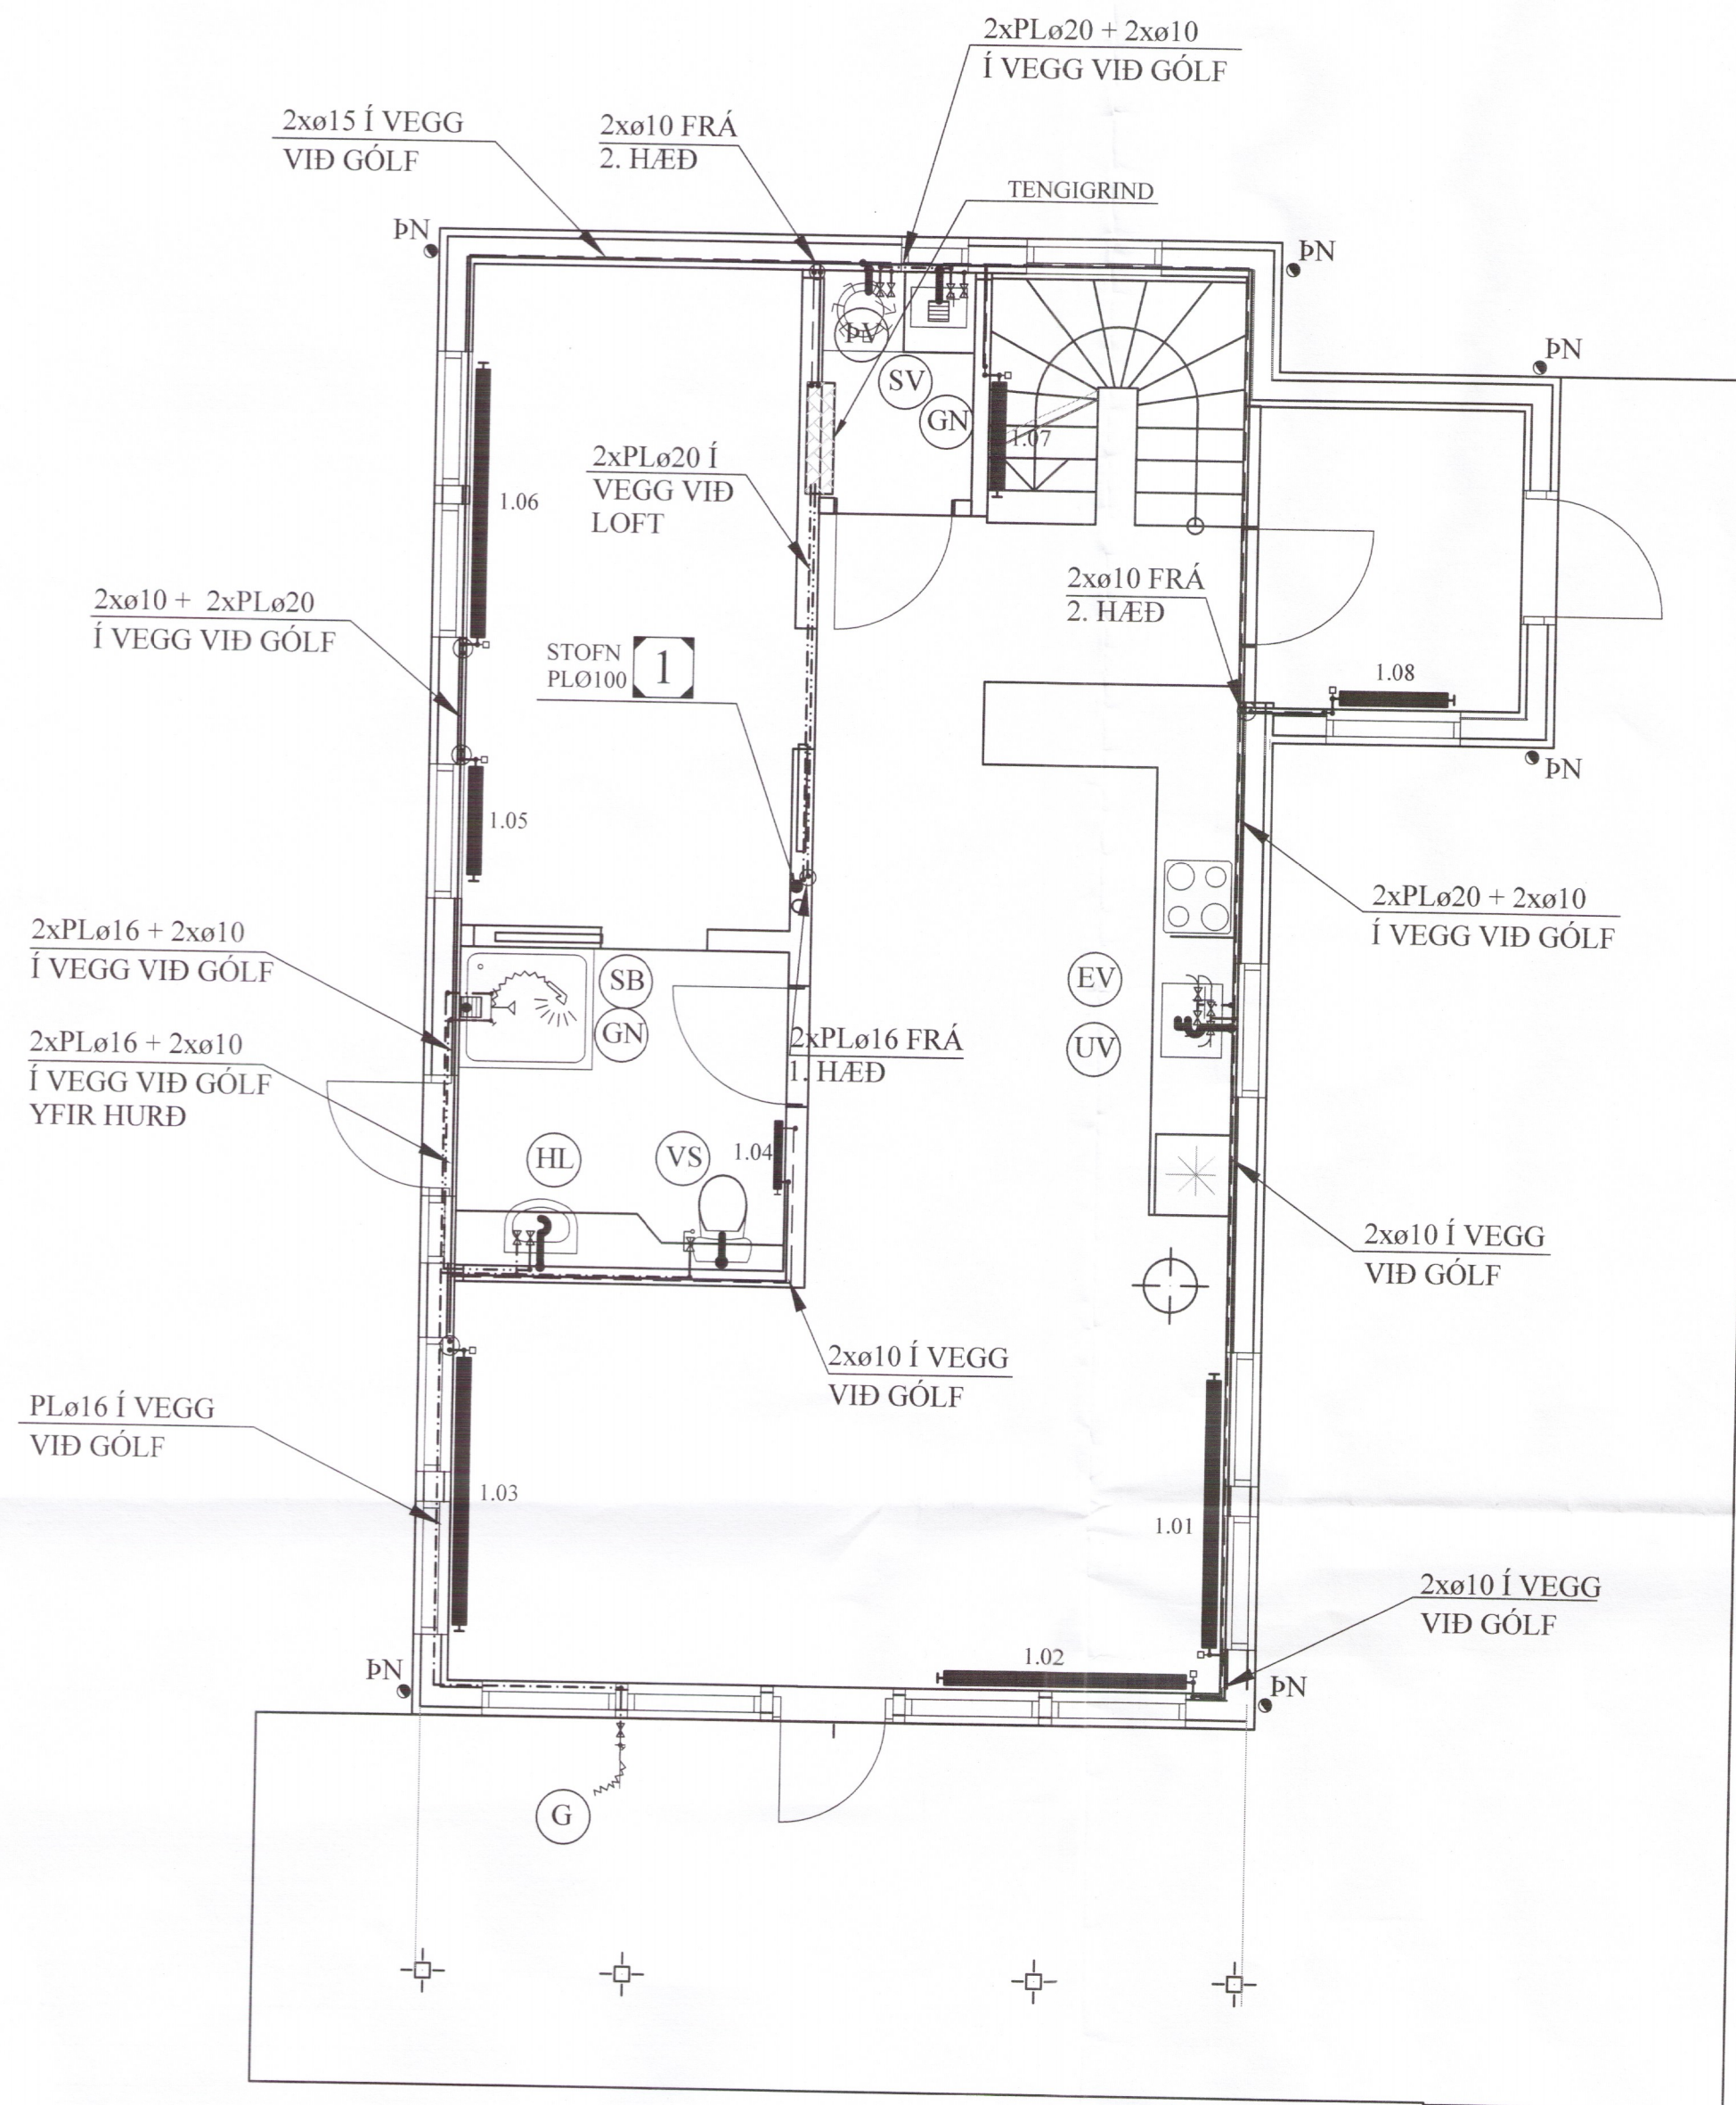 2xPLø20 + 2xø10
Í VEGG VIÐ GÓLF
2xø15 Í VEGG
VIÐ GÓLF
2xø10 FRÁ
2. HÆÐ
TENGIGRIND
ÞN
ÞN
ÞN
ÞV
SV
GN
1.07
2xPLø20 Í
VEGG VIÐ
LOFT
1.06
2xø10 + 2xPLø20
Í VEGG VIÐ GÓLF
2xø10 FRÁ
2. HÆÐ
STOFN
PLØ100
1
1.08
ÞN
1.05
2xPLø20 + 2xø10
Í VEGG VIÐ GÓLF
2xPLø16 + 2xø10
Í VEGG VIÐ GÓLF
SB
GN
EV
UV
2xPLø16 FRÁ
1. HÆÐ
2xPLø16 + 2xø10
Í VEGG VIÐ GÓLF
YFIR HURÐ
HL
VS
1.04
2xø10 Í VEGG
VIÐ GÓLF
2xø10 Í VEGG
VIÐ GÓLF
PLø16 Í VEGG
VIÐ GÓLF
1.03
1.01
2xø10 Í VEGG
VIÐ GÓLF
1.02
ÞN
ÞN
G